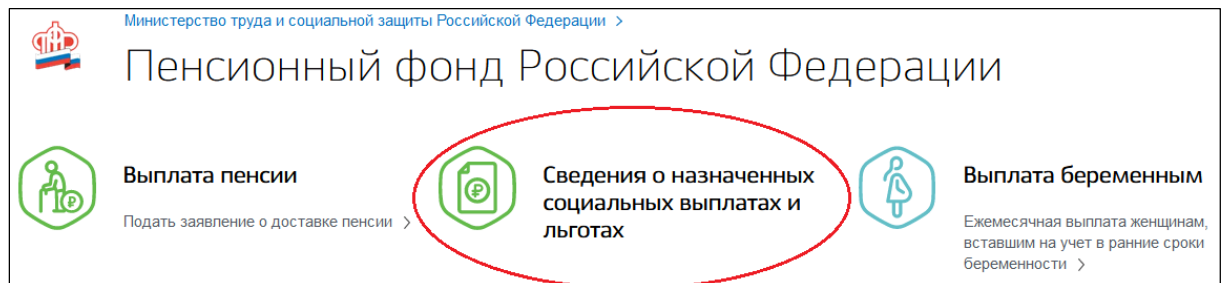 Министерство труда и социальной защиты Российской Федерации >
Пенсионный фонд Российской Федерации
Выплата пенсии
Подать заявление о доставке пенсии >
Сведения о назначенных
социальных выплатах и
льготах
Выплата беременным
Ежемесячная выплата женщинам,
вставшим на учет в ранние сроки
беременности >